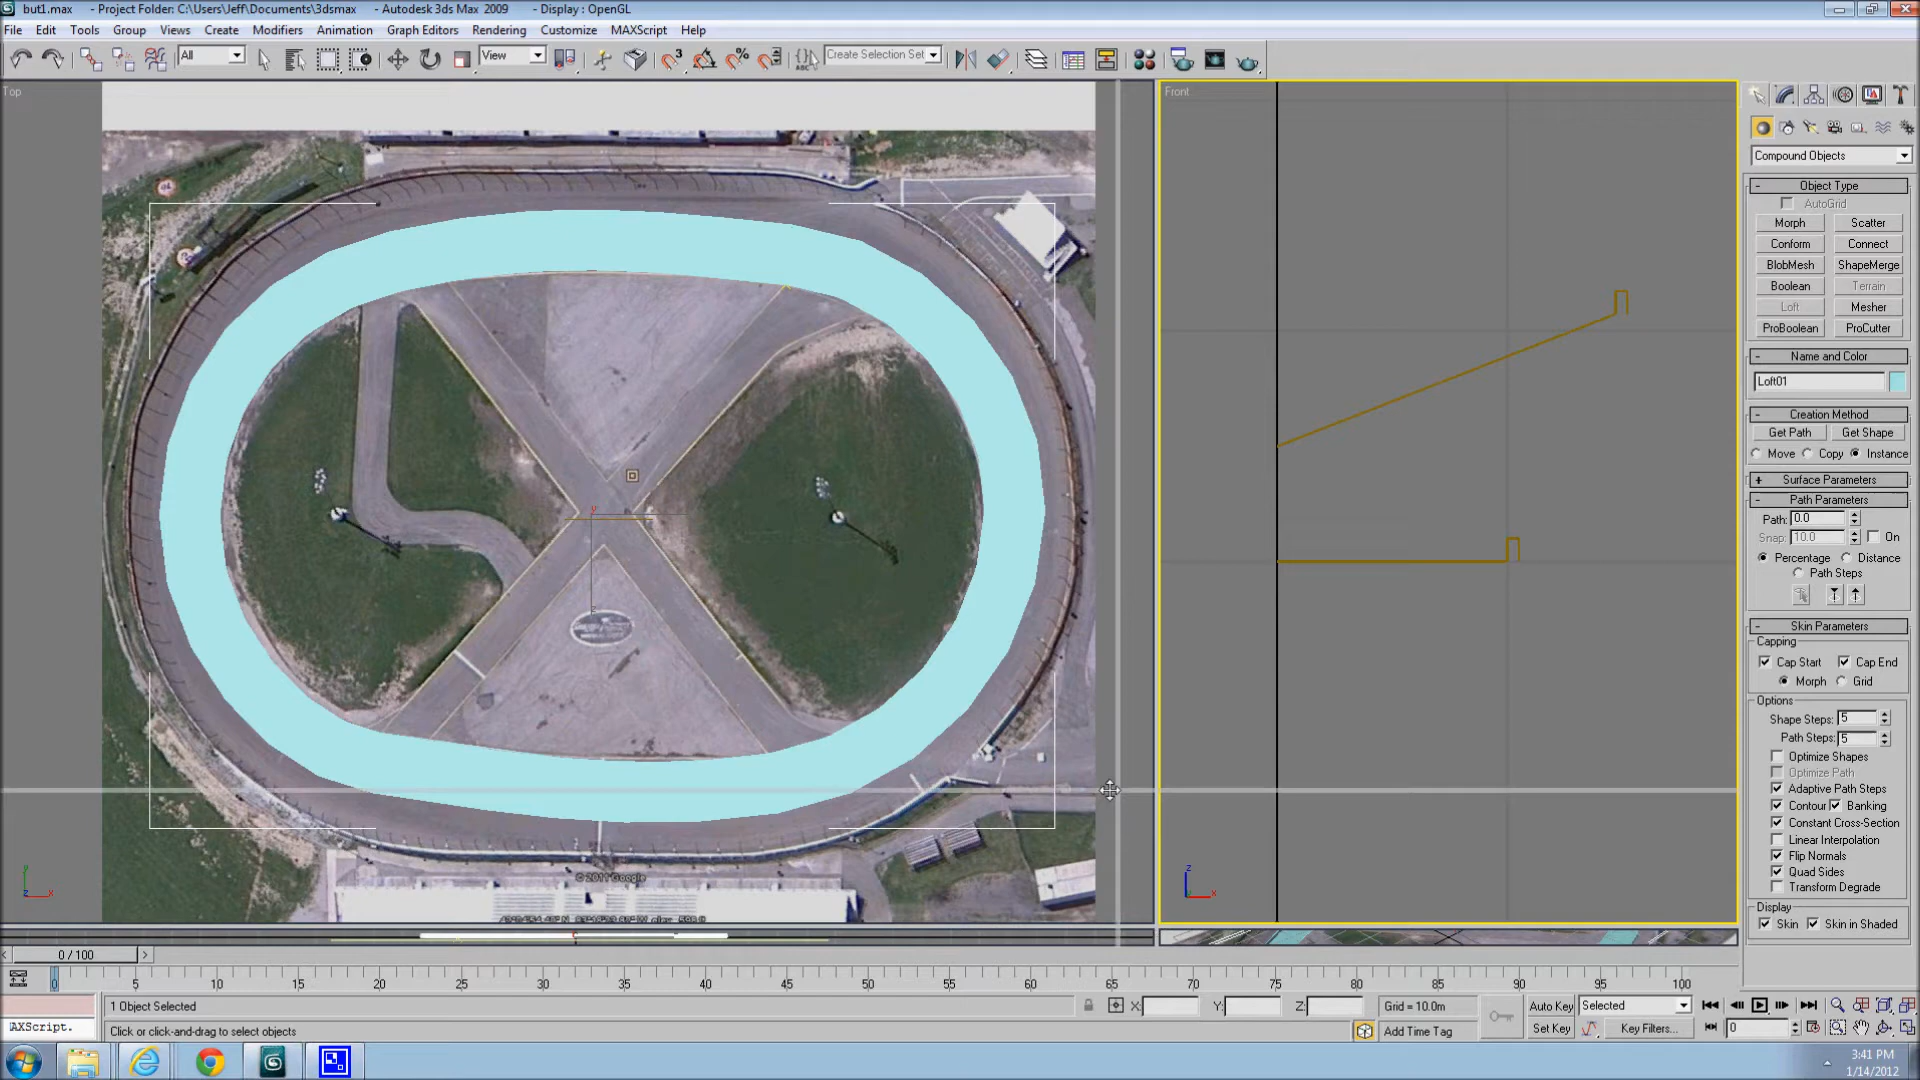 but1.max - Project Folder: C:\Users\Jeff\Documents\3dsmax - Autodesk 3ds Max 2009 - Display : OpenGL
File Edit Tools Group Views Create Modifiers Animation Graph Editors Rendering Customize MAXScript Help
All View Create Selection Set
Top
Front
Compound Objects
Object Type
AutoGrid
Morph Scatter
Conform Connect
BlobMesh ShapeMerge
Boolean Terrain
Loft Mesher
ProBoolean ProCutter
Name and Color
Loft01
Creation Method
Get Path Get Shape
Move Copy Instance
Surface Parameters
Path Parameters
Path: 0.0
Snap: 10.0 On
Percentage Distance
Path Steps
Skin Parameters
Capping
Cap Start Cap End
Morph Grid
Options
Shape Steps: 5
Path Steps: 5
Optimize Shapes
Optimize Path
Adaptive Path Steps
Contour Banking
Constant Cross-Section
Linear Interpolation
Flip Normals
Quad Sides
Transform Degrade
Display
Skin Skin in Shaded
© 2011 Google
y x z
z x
0 / 100
0 5 10 15 20 25 30 35 40 45 50 55 60 65 70 75 80 85 90 95 100
1 Object Selected X: Y: Z: Grid = 10.0m Auto Key Selected
AXScript. Click or click-and-drag to select objects Add Time Tag Set Key Key Filters... 0
3:41 PM
1/14/2012